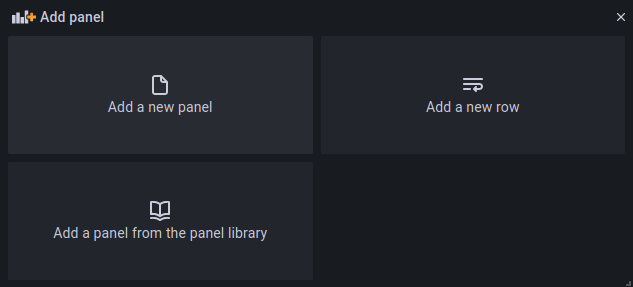 Add panel
Add a new panel
Add a new row
Add a panel from the panel library